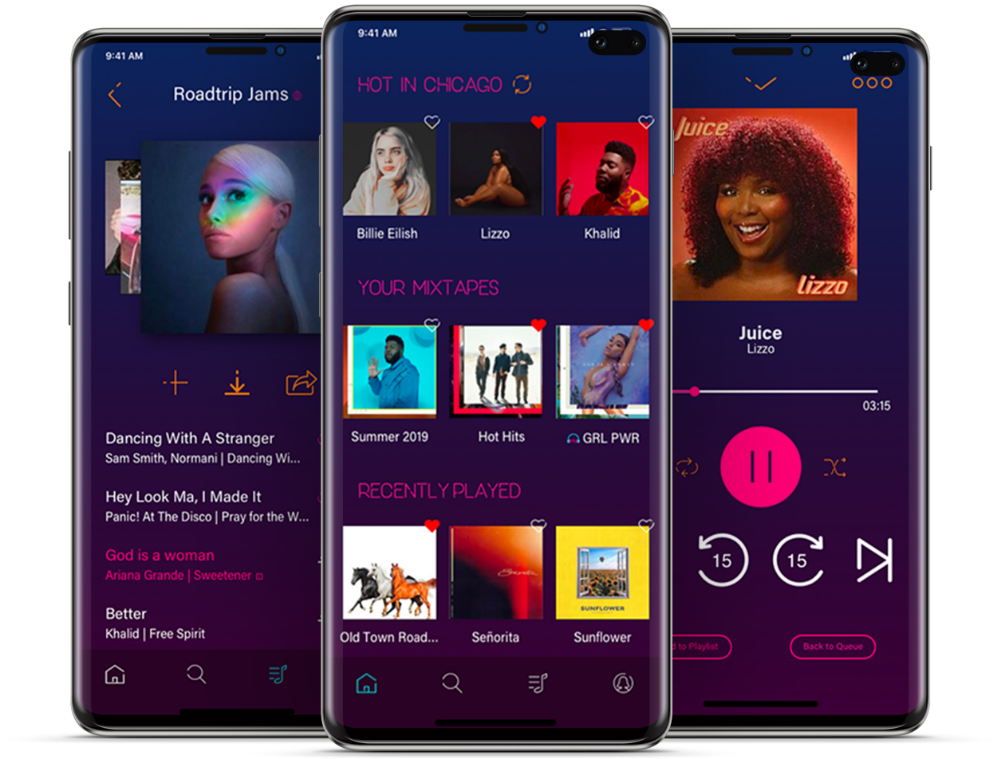 9:41 AM
Roadtrip Jams
Dancing With A Stranger
Sam Smith, Normani | Dancing Wi...
Hey Look Ma, I Made It
Panic! At The Disco | Pray for the W...
God is a woman
Ariana Grande | Sweetener
Better
Khalid | Free Spirit
9:41 AM
HOT IN CHICAGO
Billie Eilish
Lizzo
Khalid
YOUR MIXTAPES
Summer 2019
Hot Hits
GRL PWR
RECENTLY PLAYED
Señorita
SUNFLOWER
Old Town Road...
Señorita
Sunflower
Juice
lizzo
Juice
Lizzo
03:15
15
15
to Playlist
Back to Queue